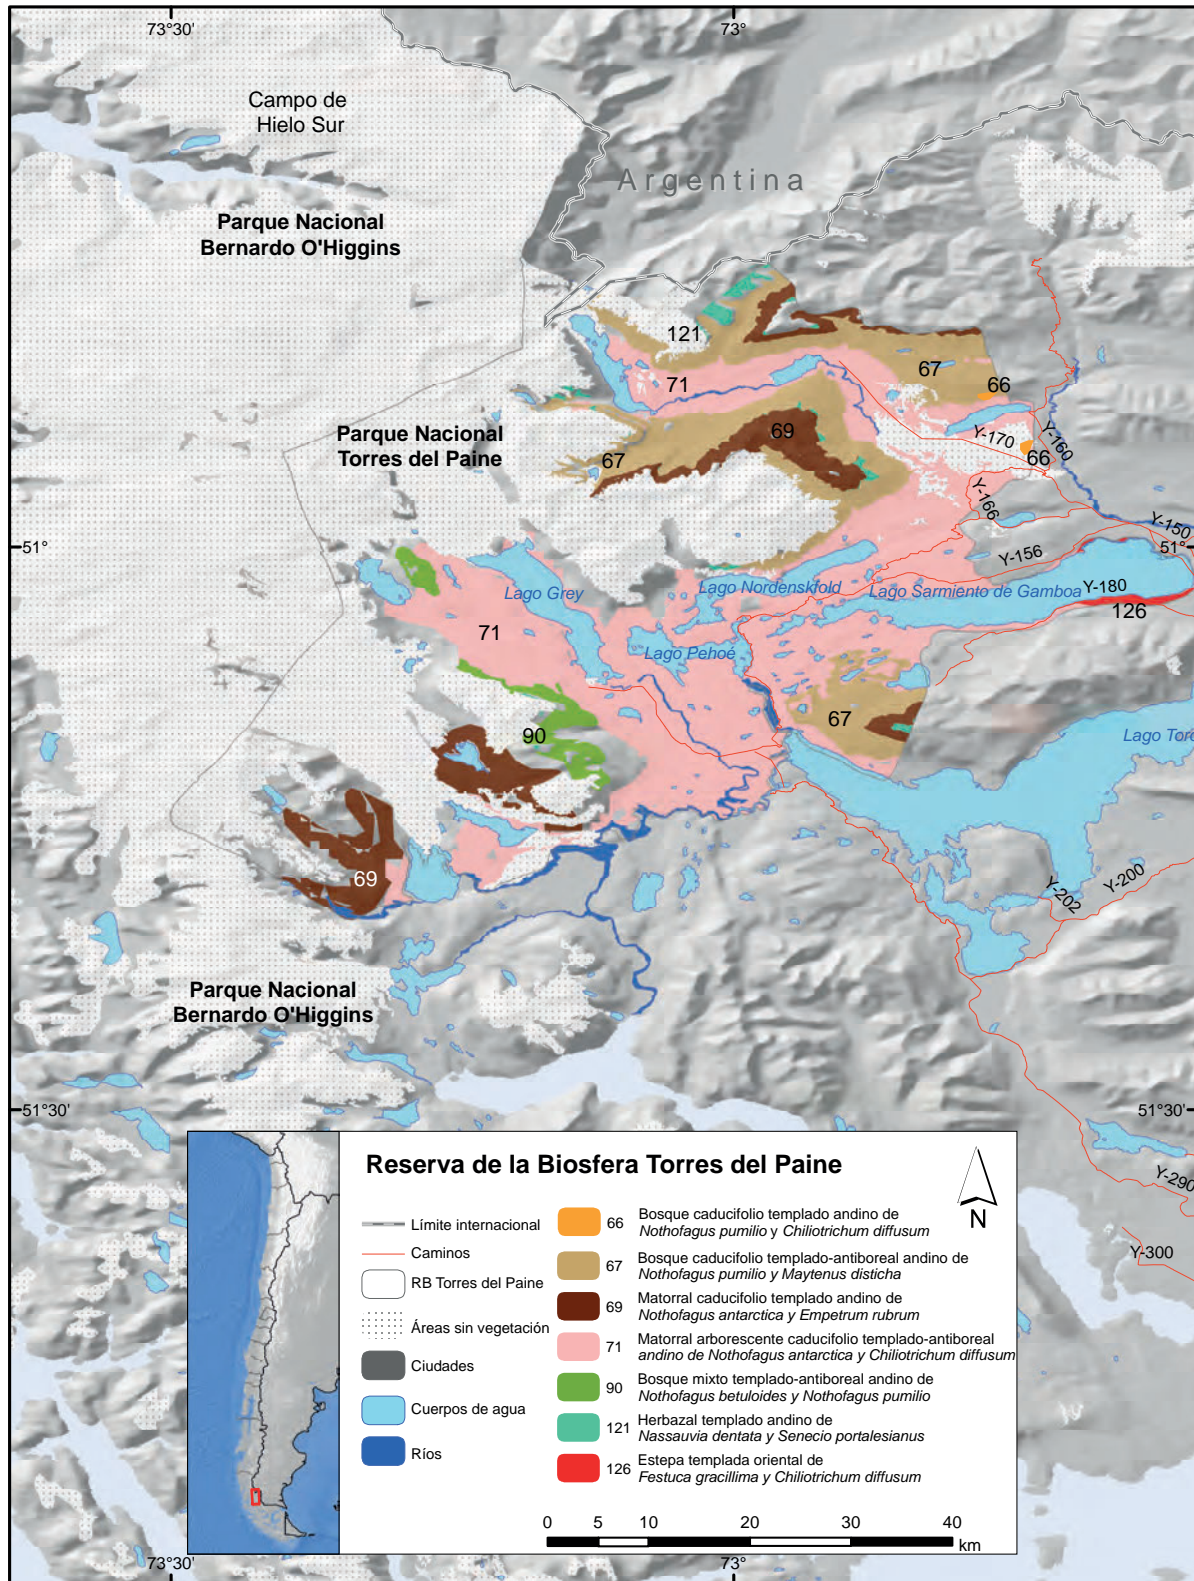 73°30'
73°
Campo de
Hielo Sur
Argentina
Parque Nacional
Bernardo O'Higgins
121
67
66
71
Parque Nacional
Torres del Paine
69
Y-170
Y-160
67
66
Y-166
Y-150
51°
51°
Y-156
Lago Grey
Lago Nordenskfold
Lago Sarmiento de Gamboa
Y-180
126
71
Lago Pehoé
67
90
Lago Toro
69
Y-200
Y-202
Parque Nacional
Bernardo O'Higgins
51°30'
51°30'
Y-290
Y-300
Reserva de la Biosfera Torres del Paine
N
Límite internacional
Caminos
RB Torres del Paine
Áreas sin vegetación
Ciudades
Cuerpos de agua
Ríos
66 Bosque caducifolio templado andino de
Nothofagus pumilio y Chiliotrichum diffusum
67 Bosque caducifolio templado-antiboreal andino de
Nothofagus pumilio y Maytenus disticha
69 Matorral caducifolio templado andino de
Nothofagus antarctica y Empetrum rubrum
71 Matorral arborescente caducifolio templado-antiboreal
andino de Nothofagus antarctica y Chiliotrichum diffusum
90 Bosque mixto templado-antiboreal andino de
Nothofagus betuloides y Nothofagus pumilio
121 Herbazal templado andino de
Nassauvia dentata y Senecio portalesianus
126 Estepa templada oriental de
Festuca gracillima y Chiliotrichum diffusum
0 5 10 20 30 40
km
73°30'
73°